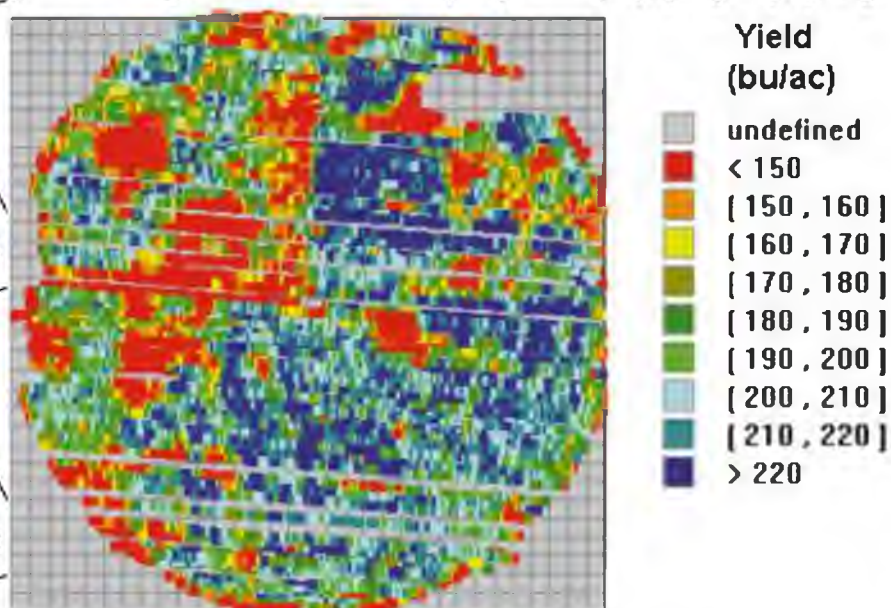 Yield
(bu/ac)
undefined
< 150
[ 150 , 160 ]
[ 160 , 170 ]
[ 170 , 180 ]
[ 180 , 190 ]
[ 190 , 200 ]
[ 200 , 210 ]
[ 210 , 220 ]
> 220